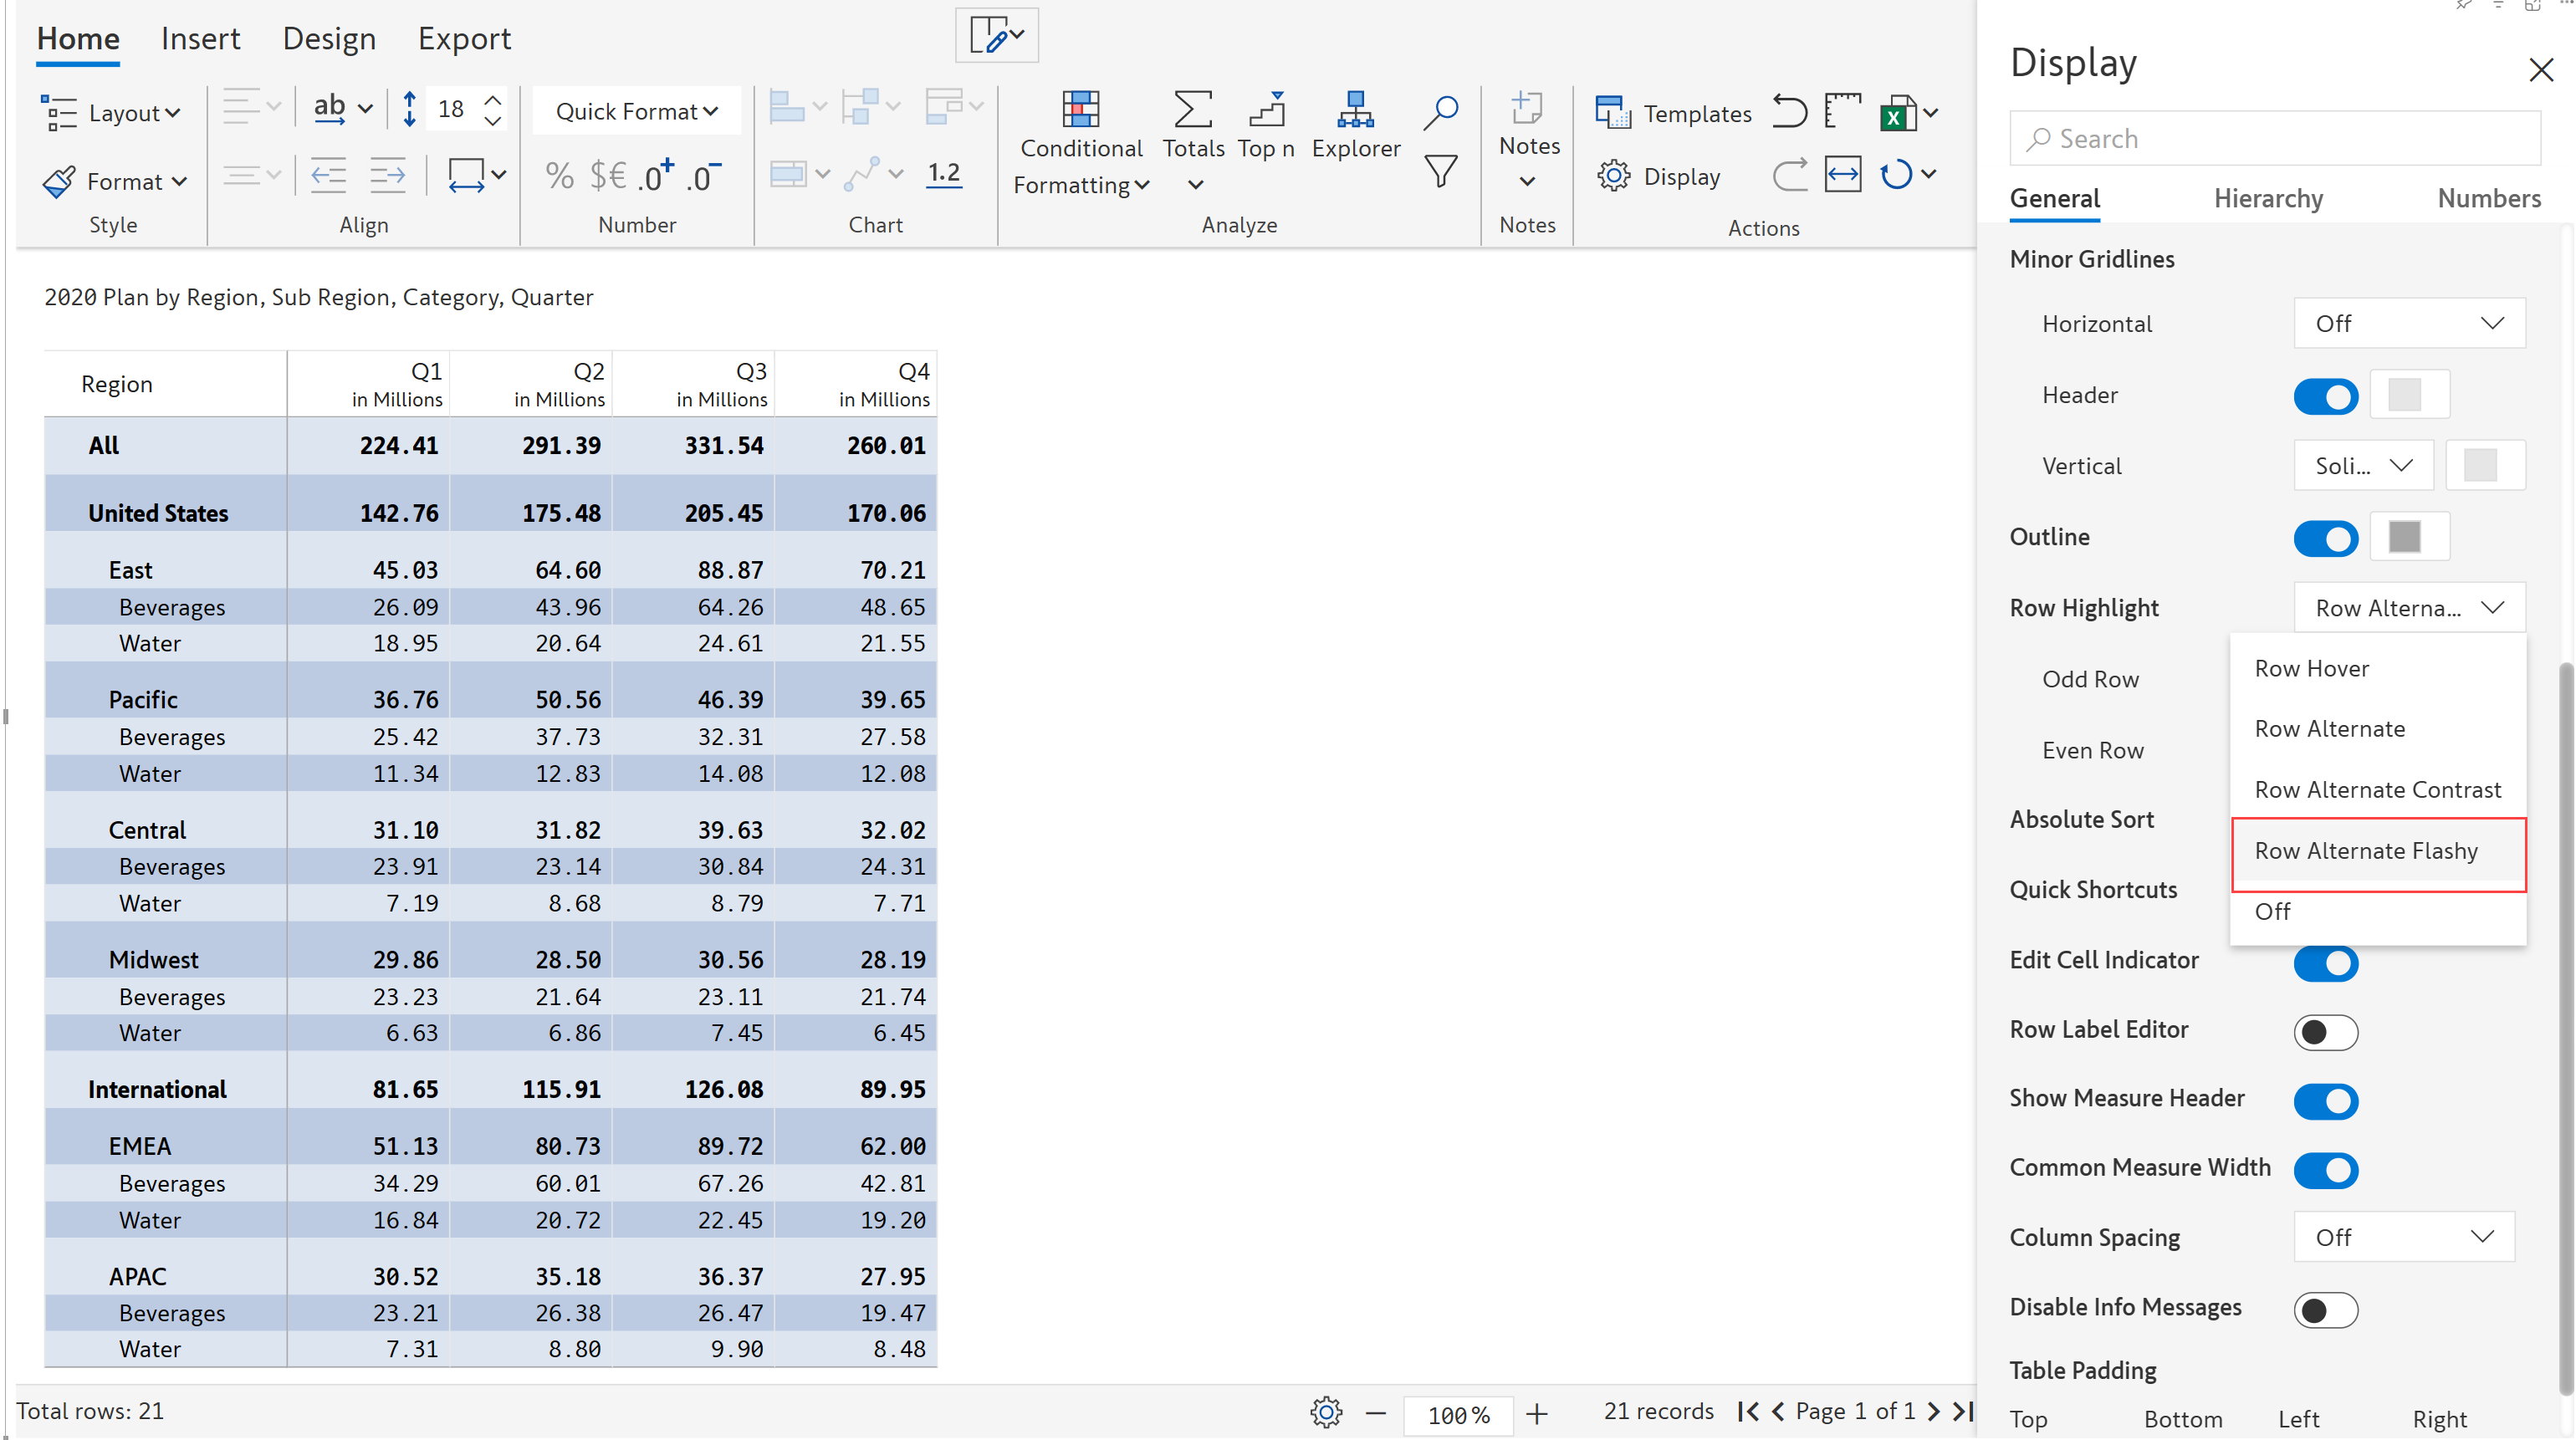 Home Insert Design Export
Layout ab 18 Quick Format Templates
Conditional Formatting Totals Top n Explorer Notes
Format % $€ .0+ .0- 1.2 Display
Style Align Number Chart Analyze Notes Actions
2020 Plan by Region, Sub Region, Category, Quarter
Region Q1 in Millions Q2 in Millions Q3 in Millions Q4 in Millions
All 224.41 291.39 331.54 260.01
United States 142.76 175.48 205.45 170.06
East 45.03 64.60 88.87 70.21
Beverages 26.09 43.96 64.26 48.65
Water 18.95 20.64 24.61 21.55
Pacific 36.76 50.56 46.39 39.65
Beverages 25.42 37.73 32.31 27.58
Water 11.34 12.83 14.08 12.08
Central 31.10 31.82 39.63 32.02
Beverages 23.91 23.14 30.84 24.31
Water 7.19 8.68 8.79 7.71
Midwest 29.86 28.50 30.56 28.19
Beverages 23.23 21.64 23.11 21.74
Water 6.63 6.86 7.45 6.45
International 81.65 115.91 126.08 89.95
EMEA 51.13 80.73 89.72 62.00
Beverages 34.29 60.01 67.26 42.81
Water 16.84 20.72 22.45 19.20
APAC 30.52 35.18 36.37 27.95
Beverages 23.21 26.38 26.47 19.47
Water 7.31 8.80 9.90 8.48
Total rows: 21 100% 21 records Page 1 of 1
Display
Search
General Hierarchy Numbers
Minor Gridlines
Horizontal Off
Header
Vertical Soli...
Outline
Row Highlight Row Alterna...
Row Hover
Odd Row
Row Alternate
Even Row
Row Alternate Contrast
Absolute Sort
Row Alternate Flashy
Quick Shortcuts
Off
Edit Cell Indicator
Row Label Editor
Show Measure Header
Common Measure Width
Column Spacing Off
Disable Info Messages
Table Padding
Top Bottom Left Right